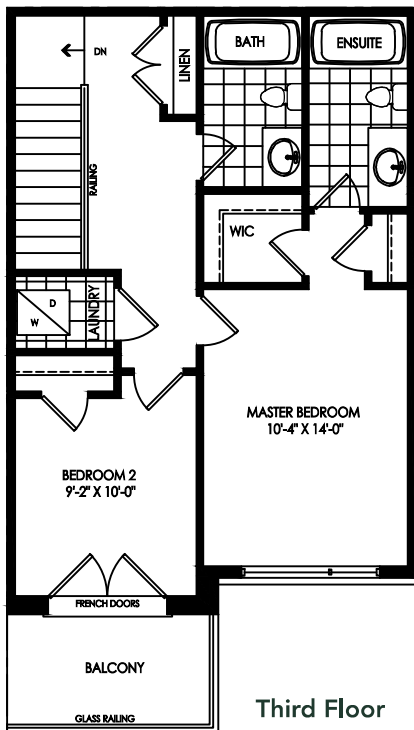 BATH
ENSUITE
DN
LINEN
RAILING
WIC
D
W
LAUNDRY
MASTER BEDROOM
10'-4" X 14'-0"
BEDROOM 2
9'-2" X 10'-0"
FRENCH DOORS
BALCONY
GLASS RAILING
Third Floor